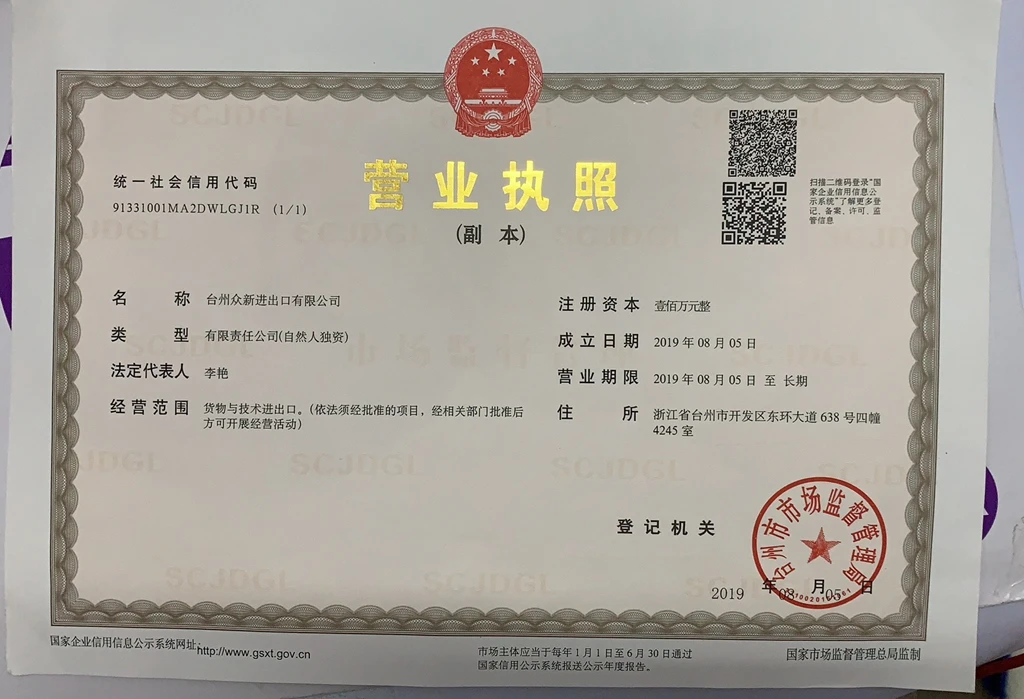 统一社会信用代码
91331001MA2DWLGJ1R (1/1)
营业执照
(副 本)
扫描二维码登录“国
家企业信用信息公
示系统”了解更多登
记、备案、许可、监
管信息
名 称 台州众新进出口有限公司
类 型 有限责任公司(自然人独资)
法定代表人 李艳
经营范围 货物与技术进出口。(依法须经批准的项目，经相关部门批准后
方可开展经营活动)
注册资本 壹佰万元整
成立日期 2019 年 08 月 05 日
营业期限 2019 年 08 月 05 日 至 长期
住 所 浙江省台州市开发区东环大道 638 号四幢
4245 室
登记机关
台州市市场监督管理局
2019 年 08 月 05 日
国家企业信用信息公示系统网址:http://www.gsxt.gov.cn
市场主体应当于每年 1 月 1 日至 6 月 30 日通过
国家信用公示系统报送公示年度报告。
国家市场监督管理总局监制